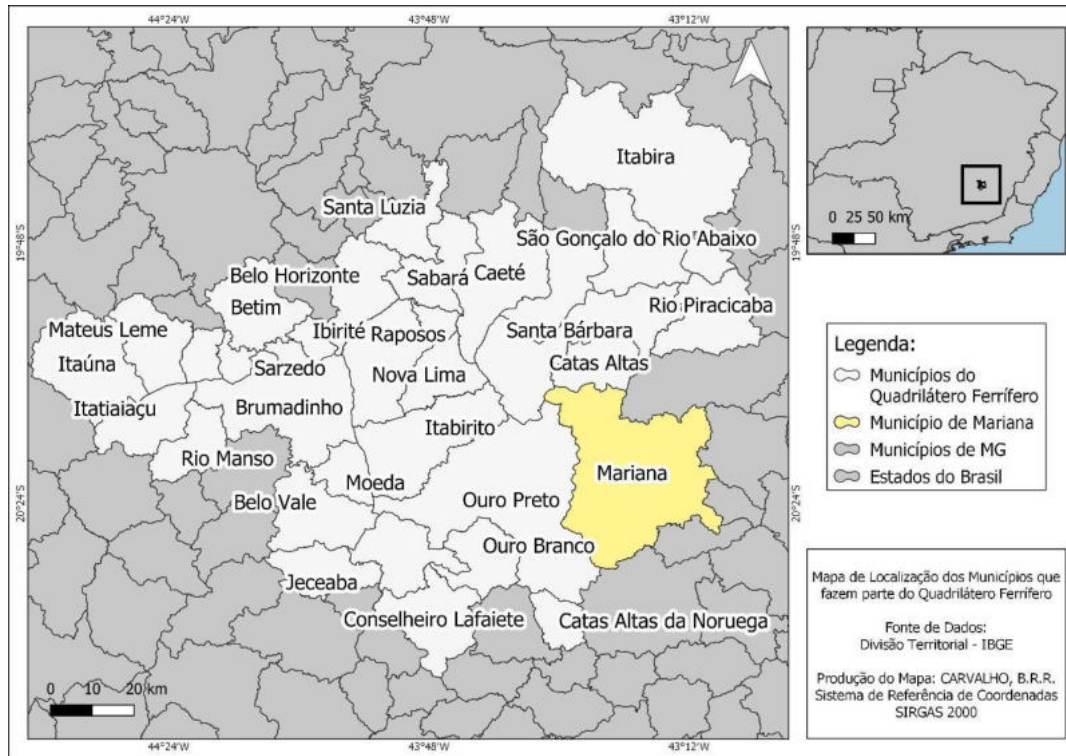 44°24'W
43°48'W
43°12'W
19°48'S
20°24'S
Itabira
Santa Luzia
São Gonçalo do Rio Abaixo
Belo Horizonte
Sabará
Caeté
Betim
Rio Piracicaba
Mateus Leme
Ibirité
Raposos
Santa Bárbara
Itaúna
Sarzedo
Nova Lima
Catas Altas
Itatiaiaçu
Brumadinho
Itabirito
Rio Manso
Moeda
Mariana
Belo Vale
Ouro Preto
Ouro Branco
Jeceaba
Conselheiro Lafaiete
Catas Altas da Noruega
0 10 20 km
44°24'W
43°48'W
43°12'W
19°48'S
20°24'S
0 25 50 km
Legenda:
Municípios do
Quadrilátero Ferrífero
Município de Mariana
Municípios de MG
Estados do Brasil
Mapa de Localização dos Municípios que
fazem parte do Quadrilátero Ferrífero
Fonte de Dados:
Divisão Territorial - IBGE
Produção do Mapa: CARVALHO, B.R.R.
Sistema de Referência de Coordenadas
SIRGAS 2000